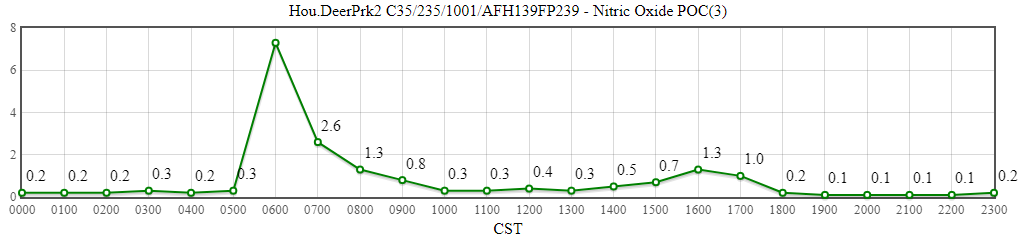 Hou.DeerPrk2 C35/235/1001/AFH139FP239 - Nitric Oxide POC(3)
8
6
4
2
0
0.2 0.2 0.2 0.3 0.2 0.3 2.6 1.3 0.8 0.3 0.3 0.4 0.3 0.5 0.7 1.3 1.0 0.2 0.1 0.1 0.1 0.1 0.2
0000 0100 0200 0300 0400 0500 0600 0700 0800 0900 1000 1100 1200 1300 1400 1500 1600 1700 1800 1900 2000 2100 2200 2300
CST